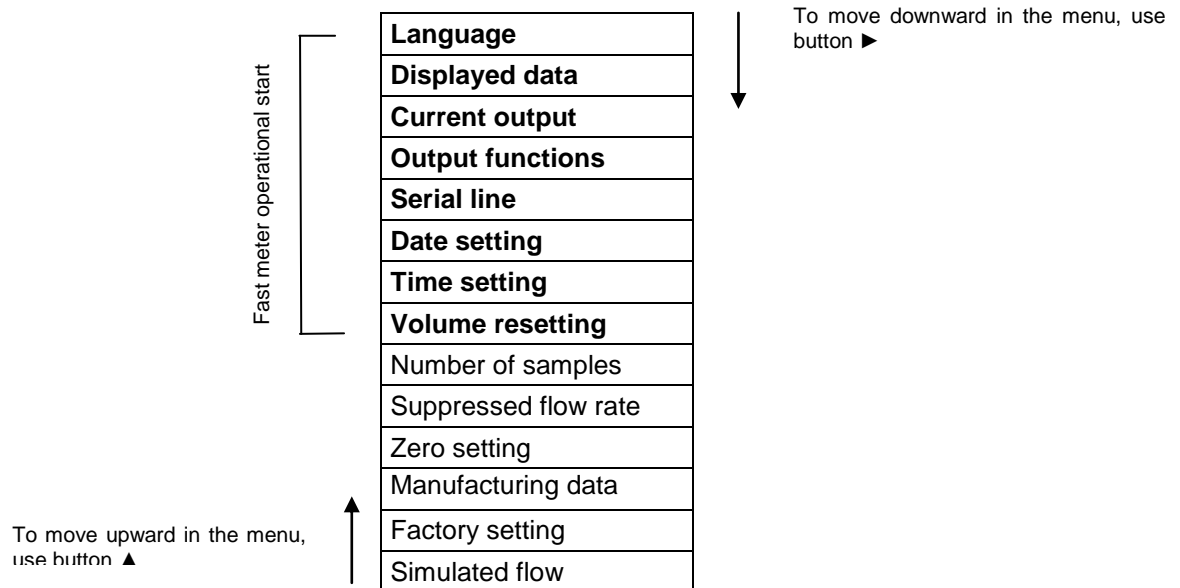 To move downward in the menu, use
button ►
Fast meter operational start
Language
Displayed data
Current output
Output functions
Serial line
Date setting
Time setting
Volume resetting
Number of samples
Suppressed flow rate
Zero setting
Manufacturing data
Factory setting
Simulated flow
To move upward in the menu,
use button ▲